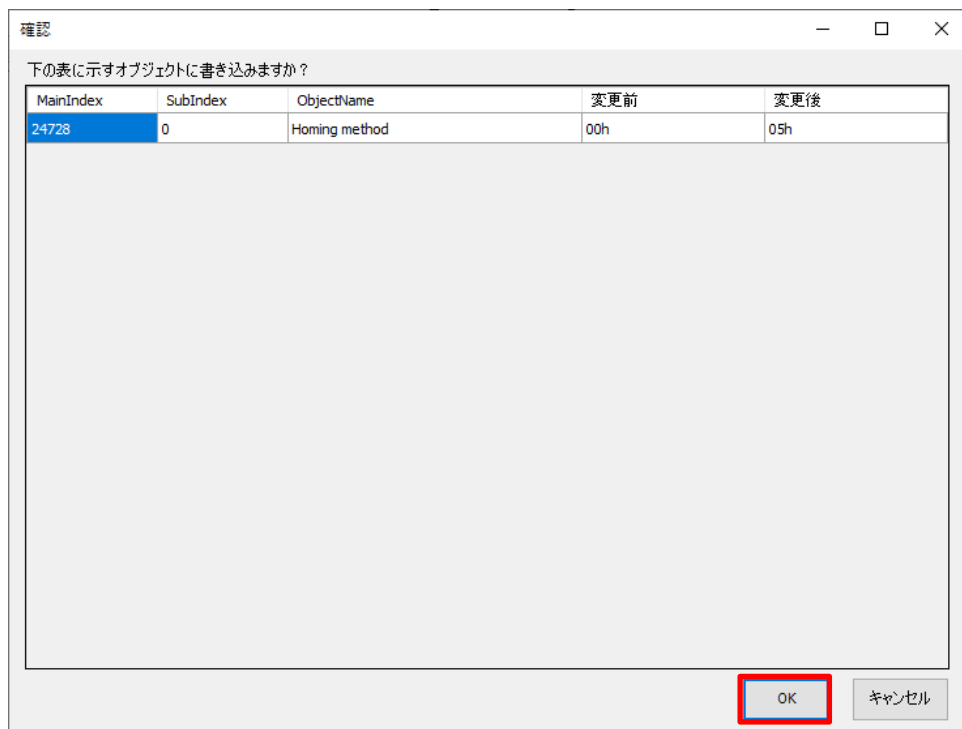 確認
下の表に示すオブジェクトに書き込みますか？
MainIndex SubIndex ObjectName 変更前 変更後
24728 0 Homing method 00h 05h
OK キャンセル